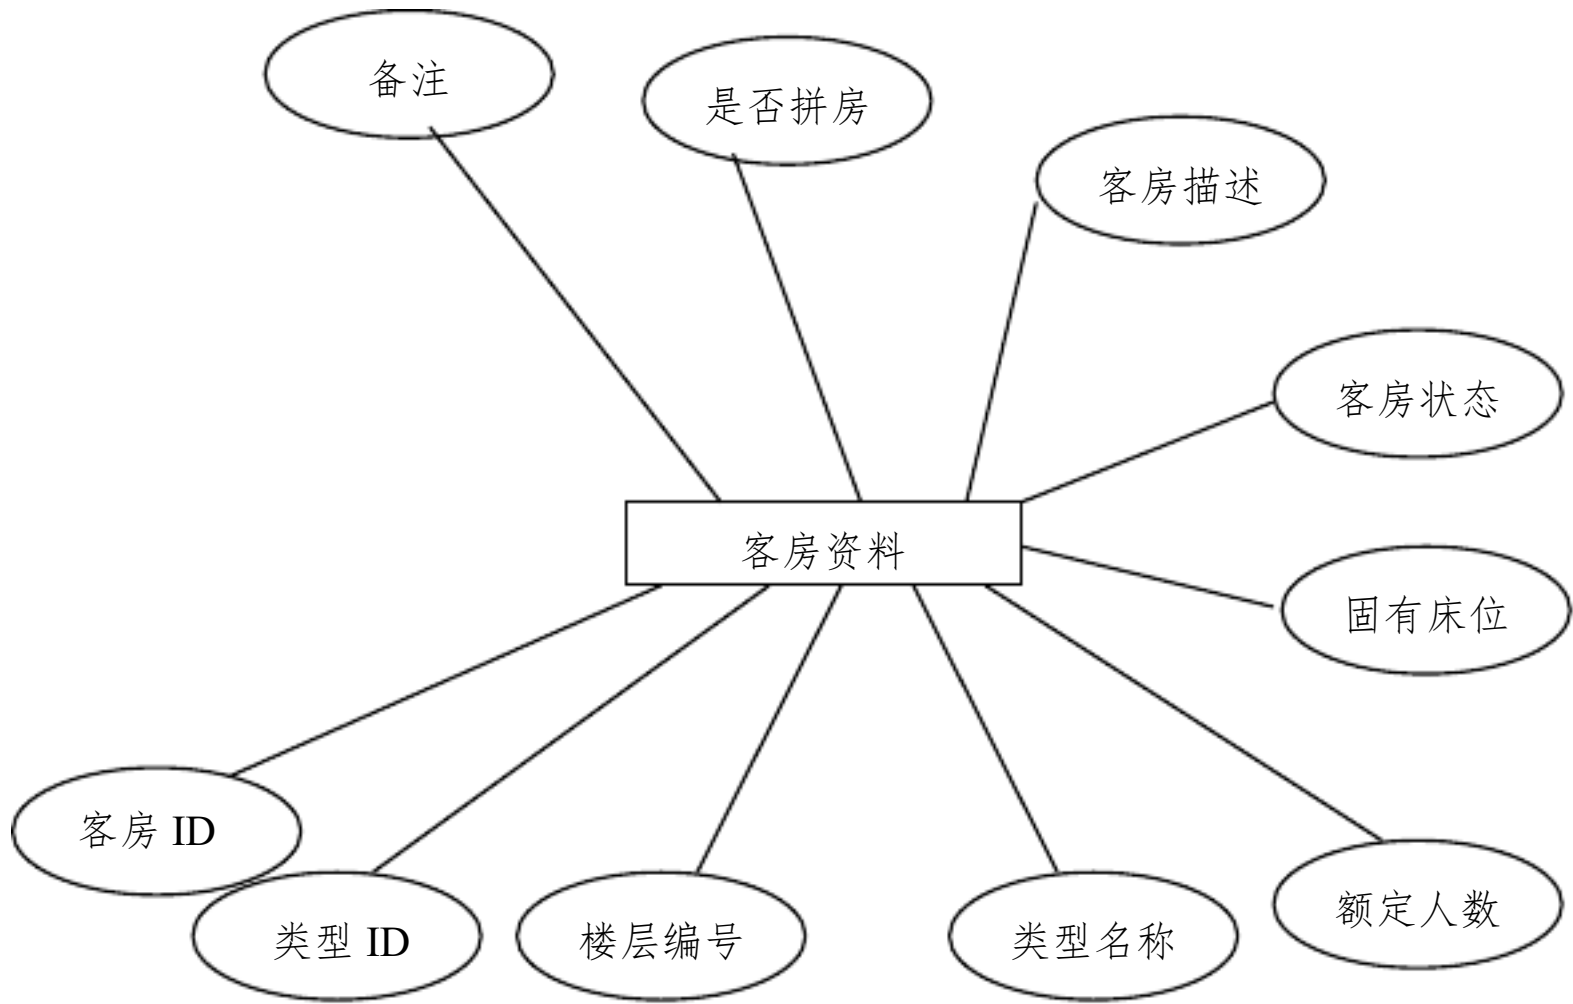 备注
是否拼房
客房描述
客房状态
客房资料
固有床位
客房 ID
额定人数
类型 ID
楼层编号
类型名称